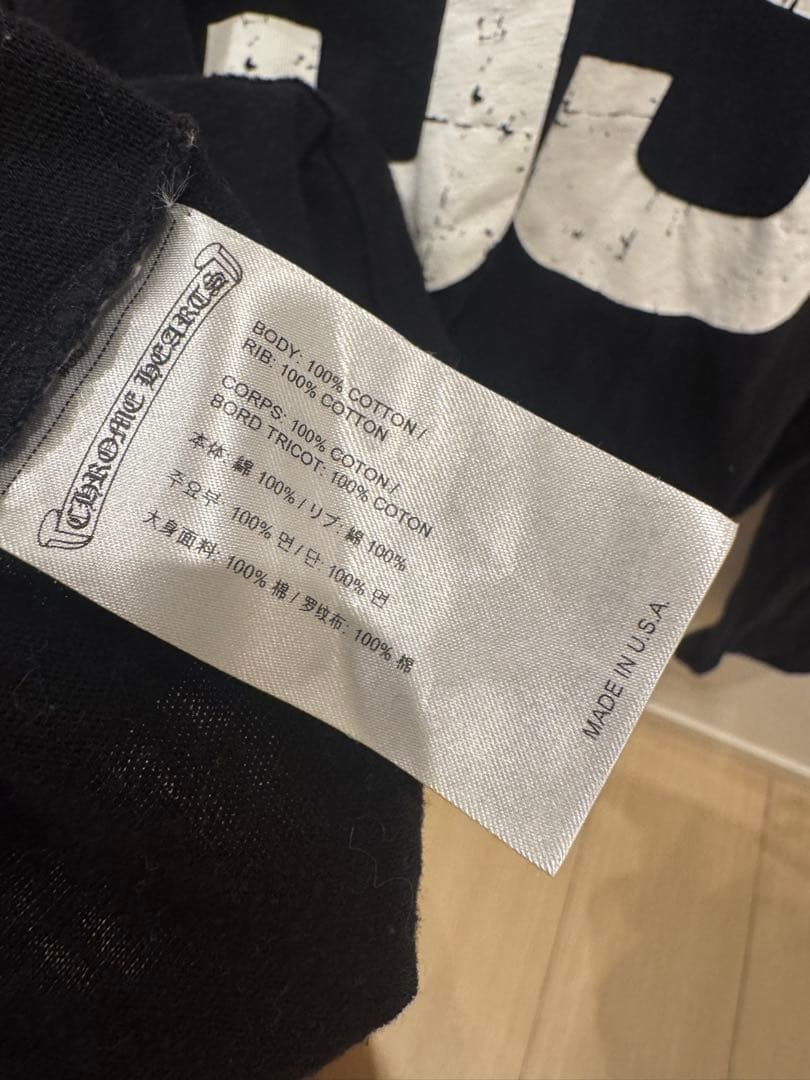 CHROME HEARTS
BODY: 100% COTTON /
RIB: 100% COTTON
CORPS: 100% COTON /
BORD TRICOT: 100% COTON
本体: 綿 100% / リブ: 綿 100%
주요부: 100% 면 / 단: 100% 면
大身面料: 100% 棉 / 罗纹布: 100% 棉
MADE IN U.S.A.